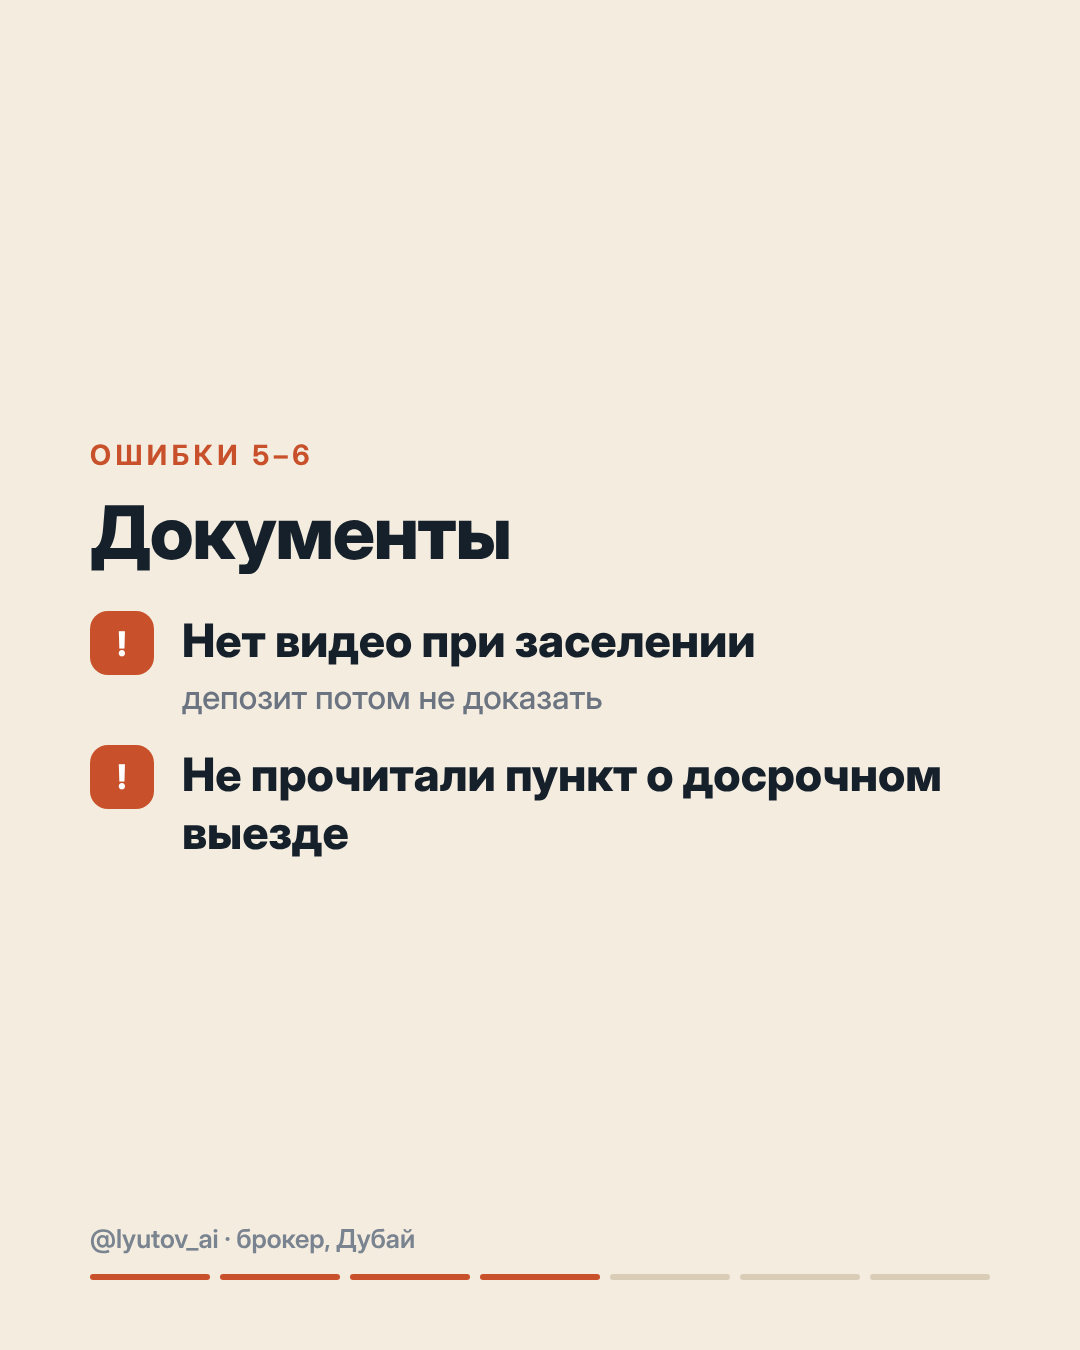 ОШИБКИ 5–6
Документы
!
Нет видео при заселении
депозит потом не доказать
!
Не прочитали пункт о досрочном
выезде
@lyutov_ai · брокер, Дубай